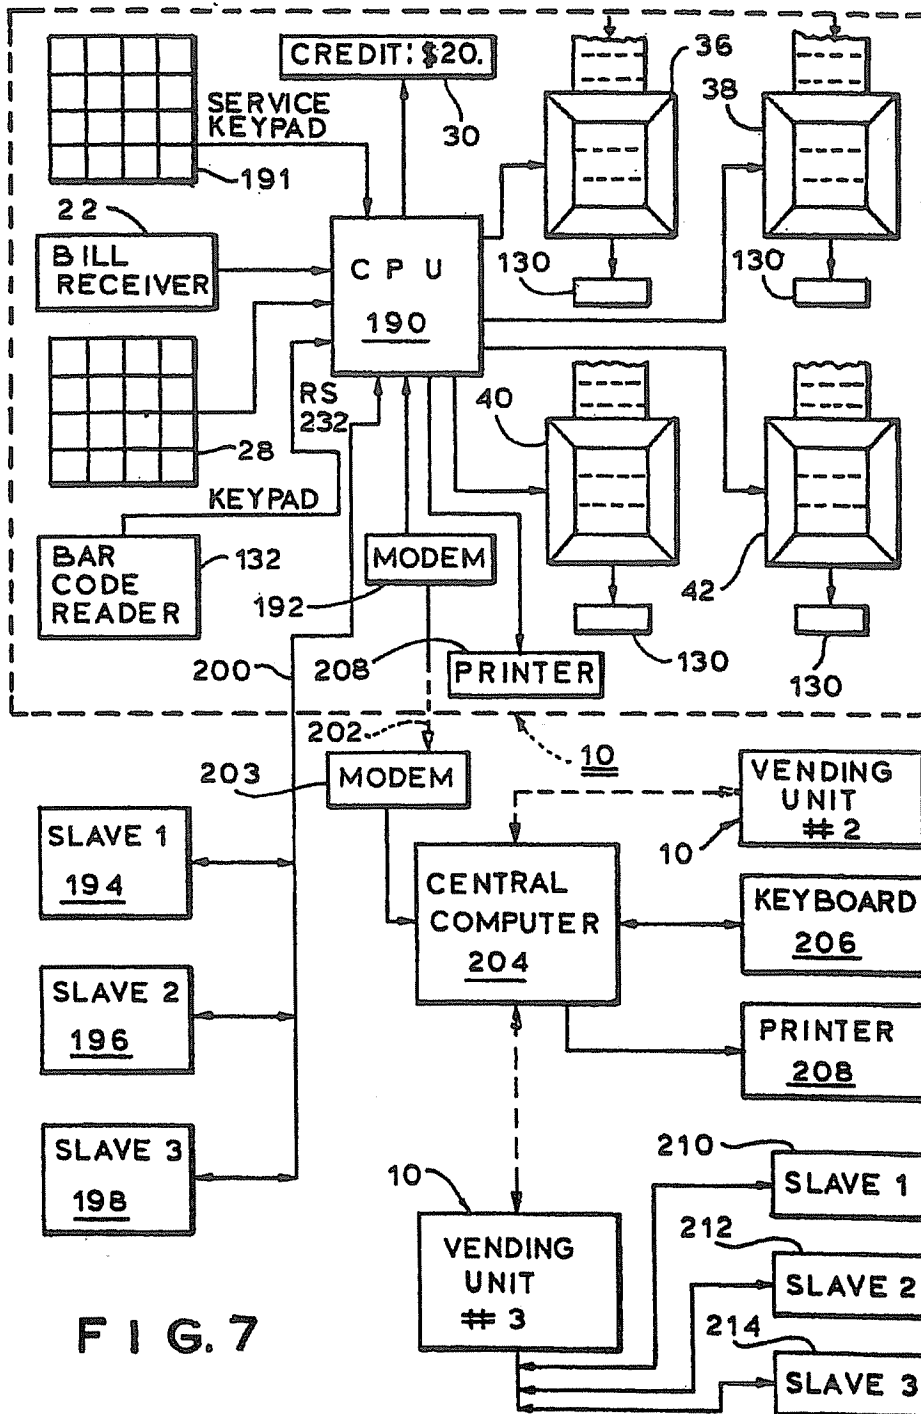 CREDIT: $20.
36
38
SERVICE
KEYPAD
30
191
22
BILL
RECEIVER
CPU
190
130
130
RS
232
40
28
KEYPAD
BAR
CODE
READER
132
MODEM
192
42
200
208
PRINTER
130
130
202
10
203
MODEM
VENDING
UNIT
#2
10
SLAVE 1
194
CENTRAL
COMPUTER
204
KEYBOARD
206
SLAVE 2
196
PRINTER
208
SLAVE 3
198
10
VENDING
UNIT
#3
210
SLAVE 1
212
SLAVE 2
214
SLAVE 3
FIG. 7